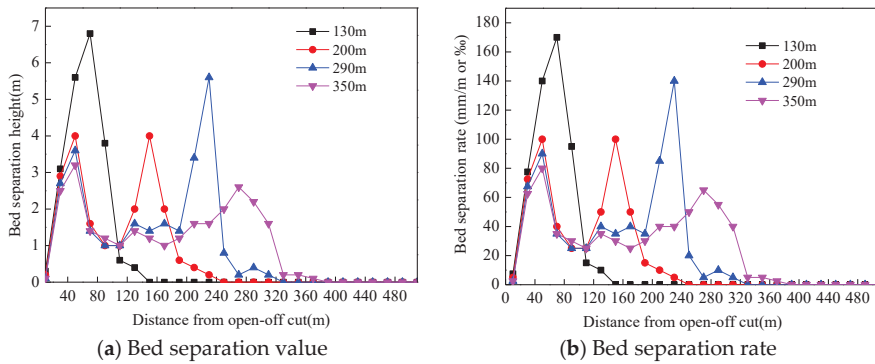 Bed separation height(m)
7
6
5
4
3
2
1
0
130m
200m
290m
350m
40 80 120 160 200 240 280 320 360 400 440 480
Distance from open-off cut(m)
(a) Bed separation value
Bed separation rate (mm/m or ‰)
180
160
140
120
100
80
60
40
20
0
130m
200m
290m
350m
0 40 80 120 160 200 240 280 320 360 400 440 480
Distance from open-off cut(m)
(b) Bed separation rate